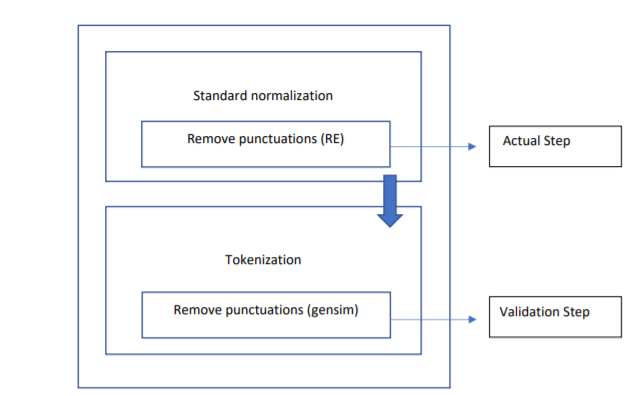 Standard normalization
Remove punctuations (RE)
Actual Step
Tokenization
Remove punctuations (gensim)
Validation Step